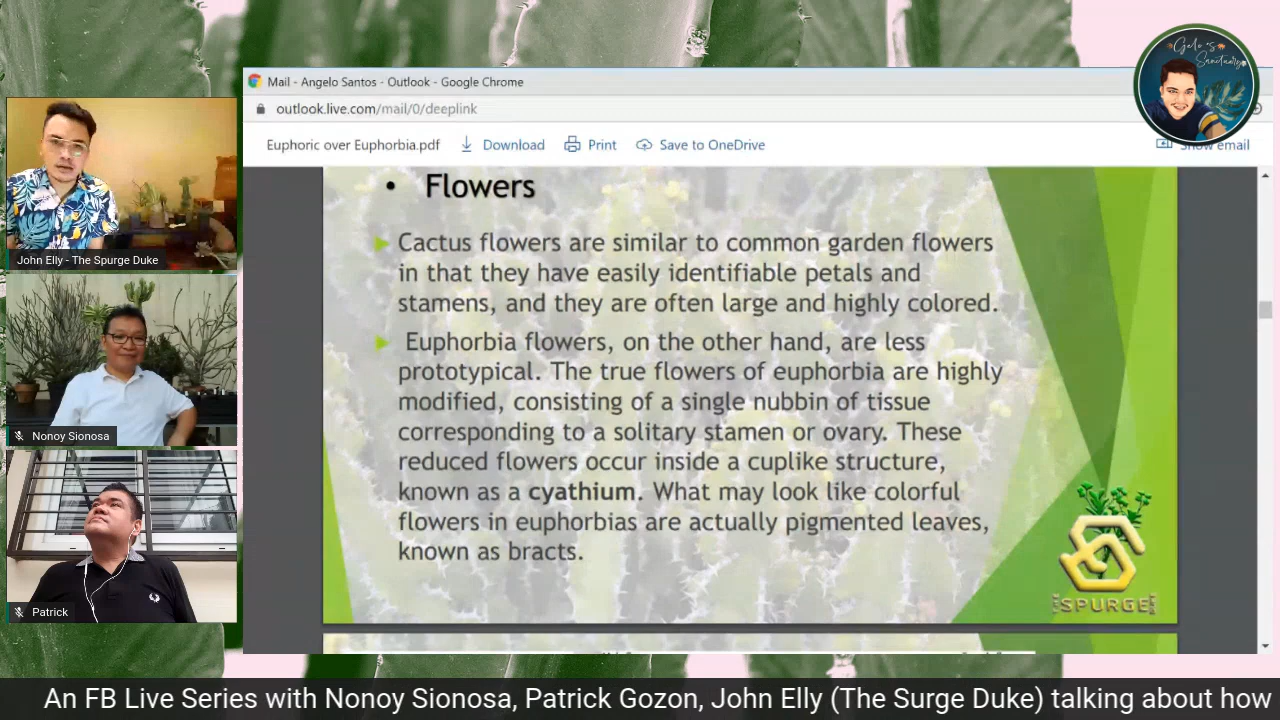 Gelo's
Sanctuary
Mail - Angelo Santos - Outlook - Google Chrome
outlook.live.com/mail/0/deeplink
Euphoric over Euphorbia.pdf
Download
Print
Save to OneDrive
Show email
• Flowers
Cactus flowers are similar to common garden flowers
in that they have easily identifiable petals and
stamens, and they are often large and highly colored.
Euphorbia flowers, on the other hand, are less
prototypical. The true flowers of euphorbia are highly
modified, consisting of a single nubbin of tissue
corresponding to a solitary stamen or ovary. These
reduced flowers occur inside a cuplike structure,
known as a cyathium. What may look like colorful
flowers in euphorbias are actually pigmented leaves,
known as bracts.
THE SPURGE
John Elly - The Spurge Duke
Nonoy Sionosa
Patrick
An FB Live Series with Nonoy Sionosa, Patrick Gozon, John Elly (The Surge Duke) talking about how